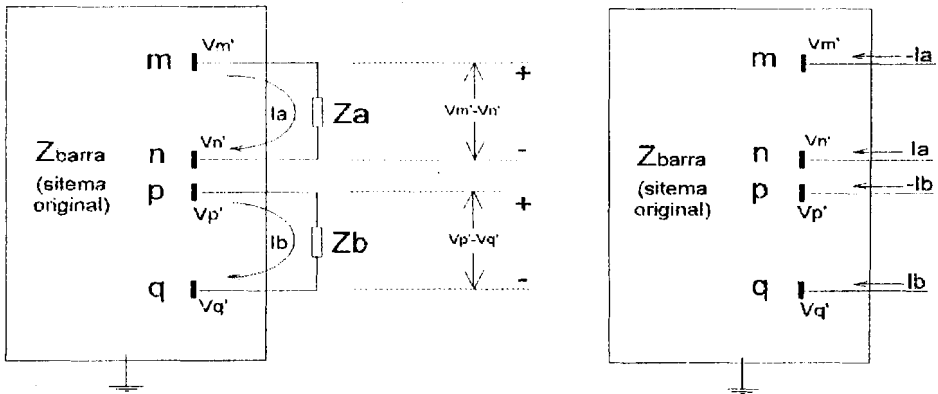 m Vm'
Ia Za Vm'-Vn' +
Zbarra n Vn' -
(sitema original) p Vp' +
Ib Zb Vp'-Vq'
q Vq' -
m Vm' -Ia
Zbarra n Vn' Ia
(sitema original) p Vp' -Ib
q Vq' Ib